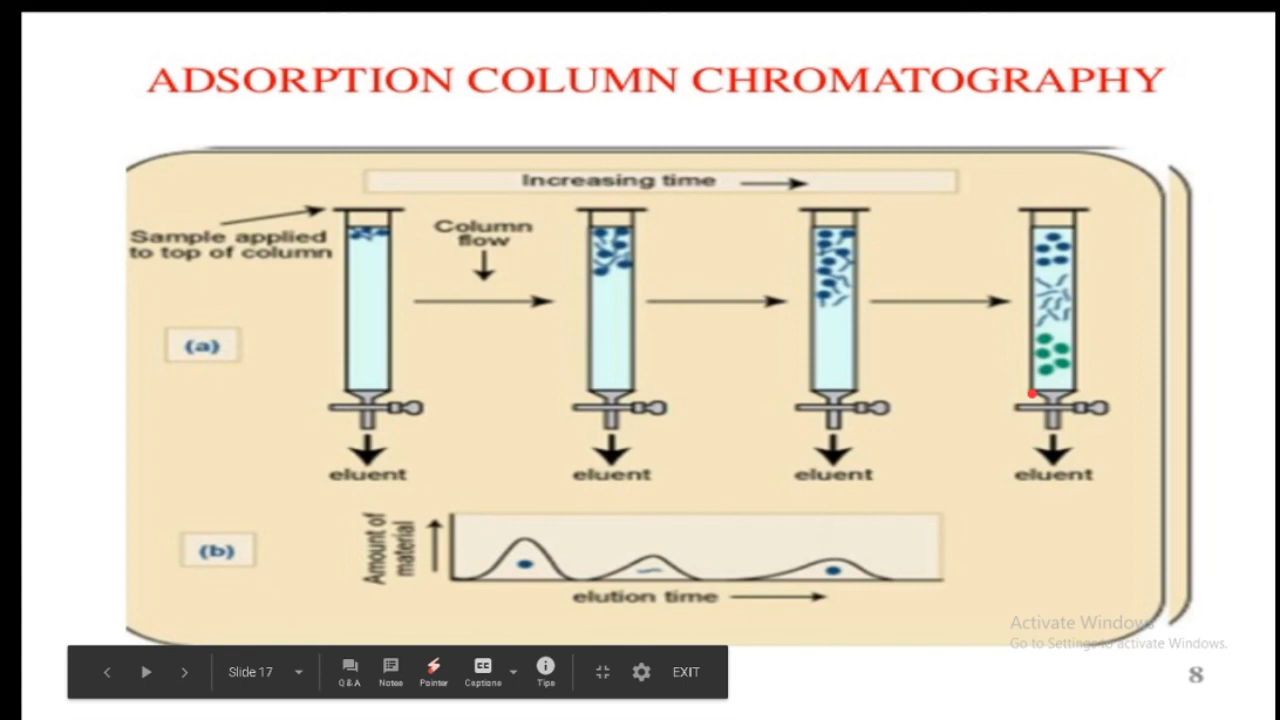 ADSORPTION COLUMN CHROMATOGRAPHY
Increasing time
Sample applied
to top of column
Column
flow
(a)
eluent
eluent
eluent
eluent
(b)
Amount of
material
elution time
Activate Windows
Go to Settings to activate Windows.
8
Slide 17
Q & A
Notes
Pointer
CC
Captions
Tips
EXIT